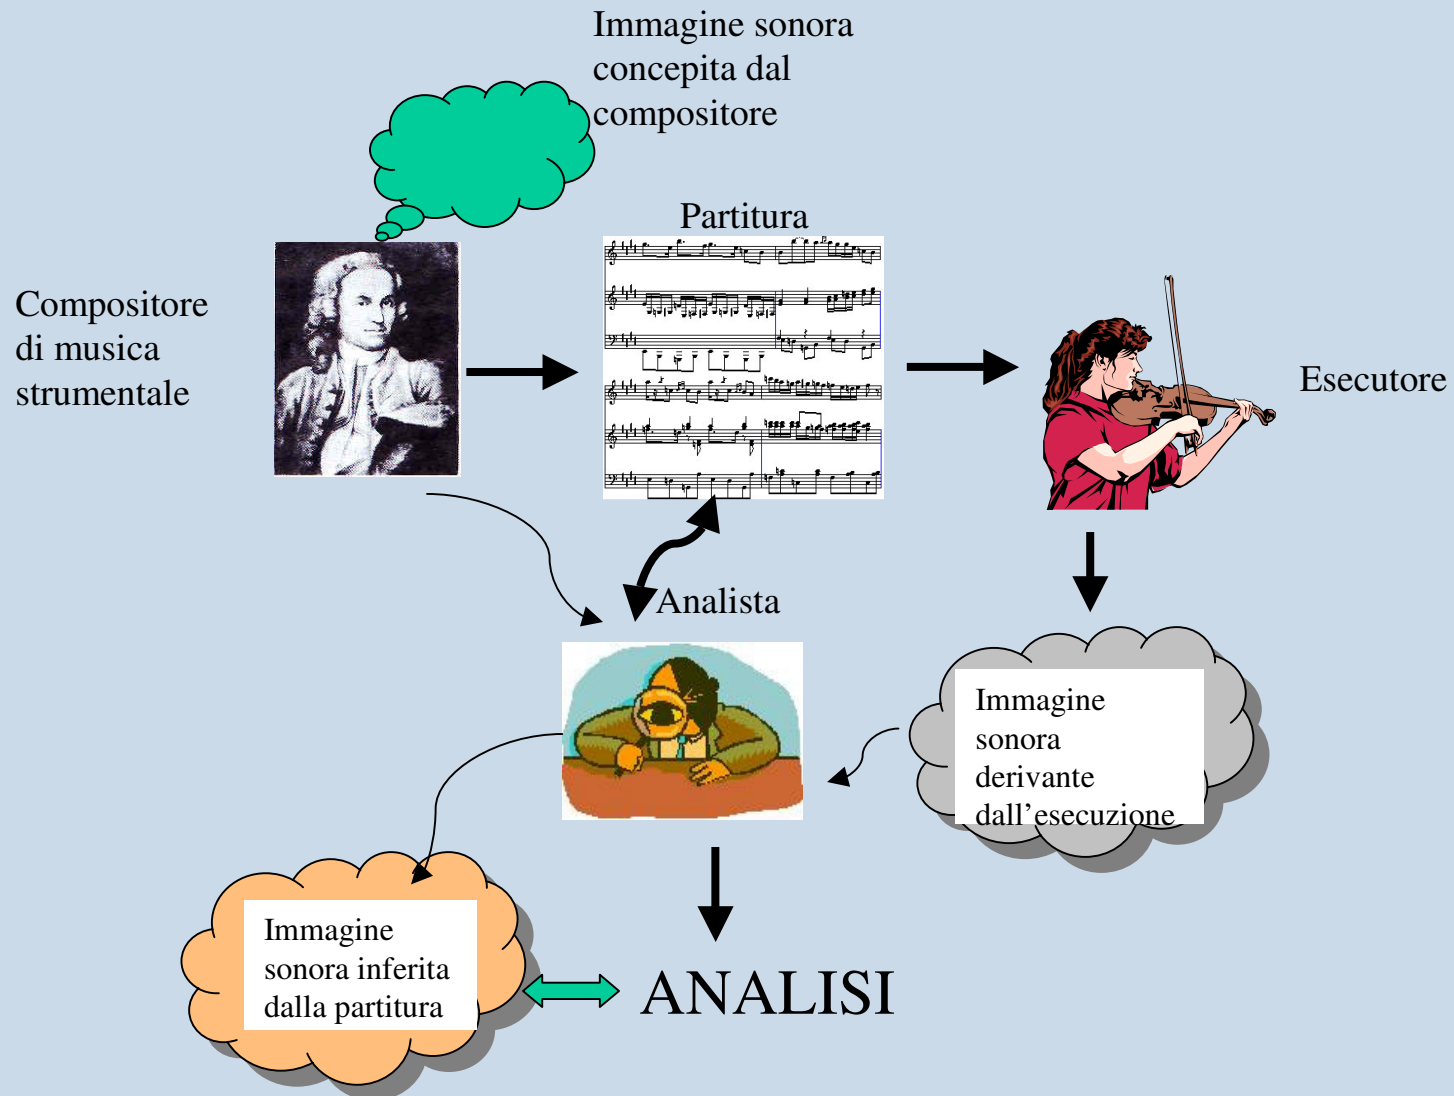 Immagine sonora
concepita dal
compositore
Partitura
Compositore
di musica
strumentale
Esecutore
Analista
Immagine
sonora
derivante
dall’esecuzione
Immagine
sonora inferita
dalla partitura
ANALISI